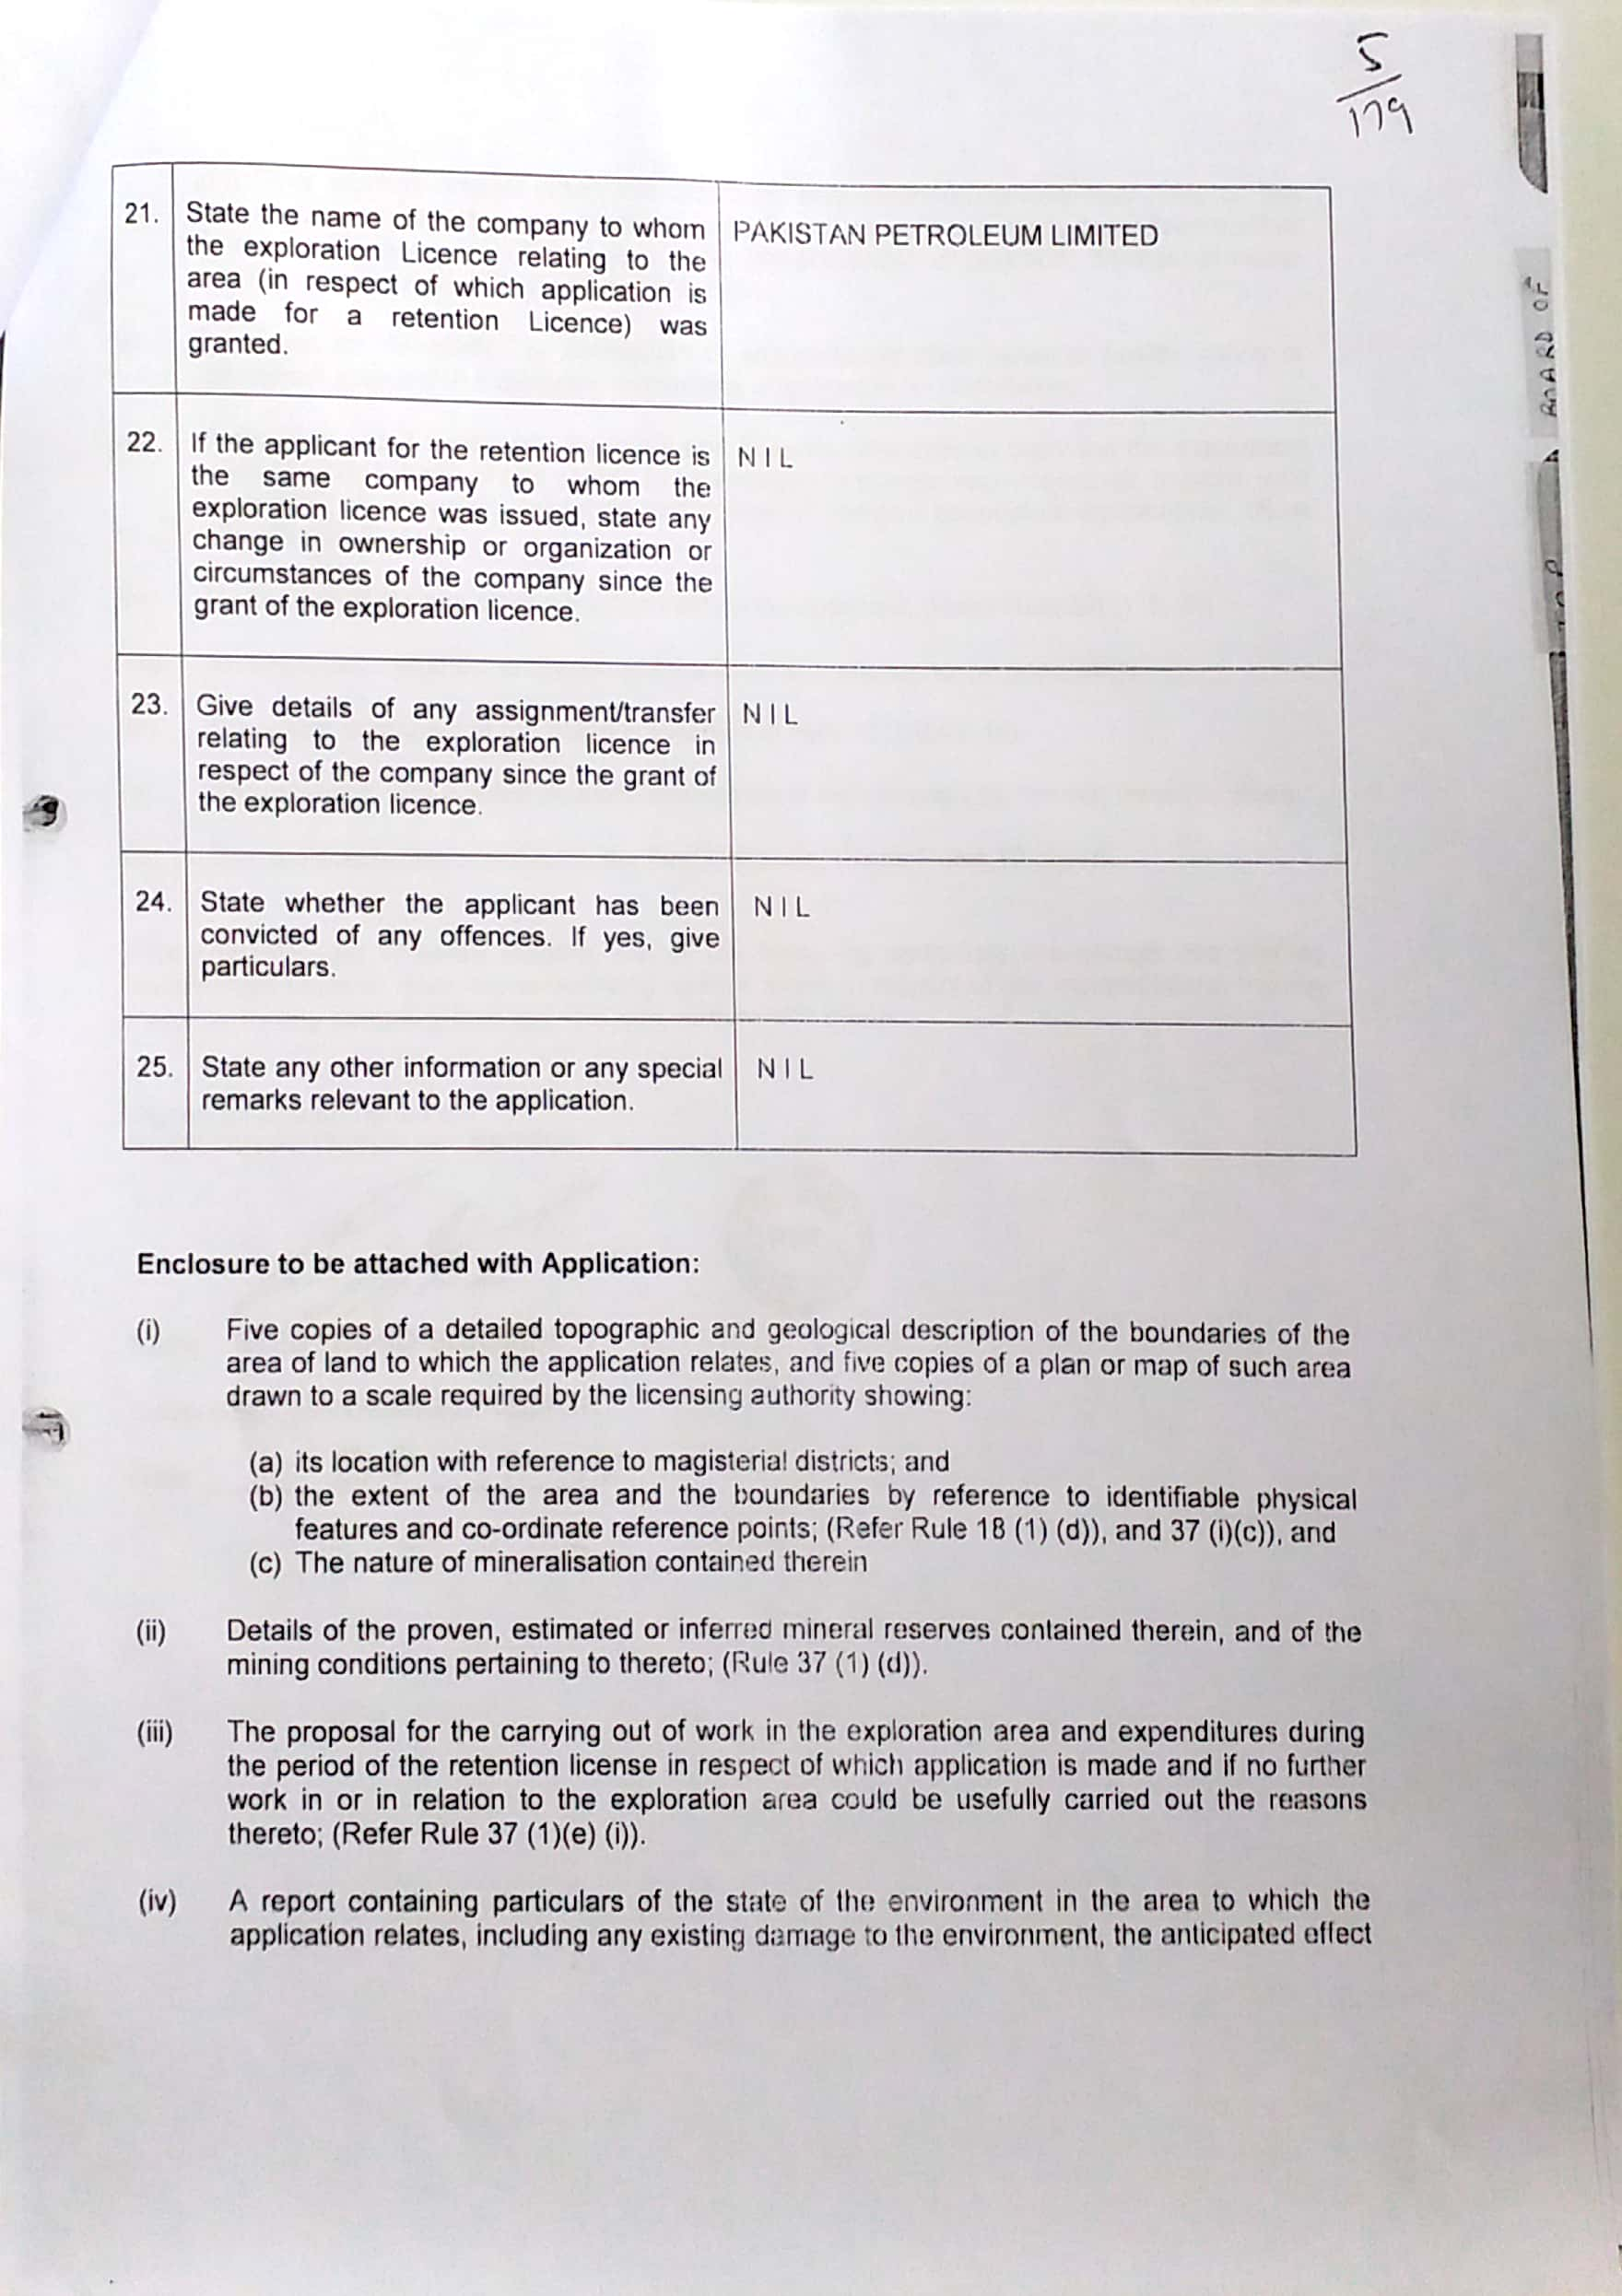 5
179
21. State the name of the company to whom PAKISTAN PETROLEUM LIMITED
the exploration Licence relating to the
area (in respect of which application is
made for a retention Licence) was
granted.
22. If the applicant for the retention licence is NIL
the same company to whom the
exploration licence was issued, state any
change in ownership or organization or
circumstances of the company since the
grant of the exploration licence.
23. Give details of any assignment/transfer NIL
relating to the exploration licence in
respect of the company since the grant of
the exploration licence.
24. State whether the applicant has been NIL
convicted of any offences. If yes, give
particulars.
25. State any other information or any special NIL
remarks relevant to the application.
Enclosure to be attached with Application:
(i) Five copies of a detailed topographic and geological description of the boundaries of the
area of land to which the application relates, and five copies of a plan or map of such area
drawn to a scale required by the licensing authority showing:
(a) its location with reference to magisterial districts; and
(b) the extent of the area and the boundaries by reference to identifiable physical
features and co-ordinate reference points; (Refer Rule 18 (1) (d)), and 37 (i)(c)), and
(c) The nature of mineralisation contained therein
(ii) Details of the proven, estimated or inferred mineral reserves contained therein, and of the
mining conditions pertaining to thereto; (Rule 37 (1) (d)).
(iii) The proposal for the carrying out of work in the exploration area and expenditures during
the period of the retention license in respect of which application is made and if no further
work in or in relation to the exploration area could be usefully carried out the reasons
thereto; (Refer Rule 37 (1)(e) (i)).
(iv) A report containing particulars of the state of the environment in the area to which the
application relates, including any existing damage to the environment, the anticipated effect
BOARD OF